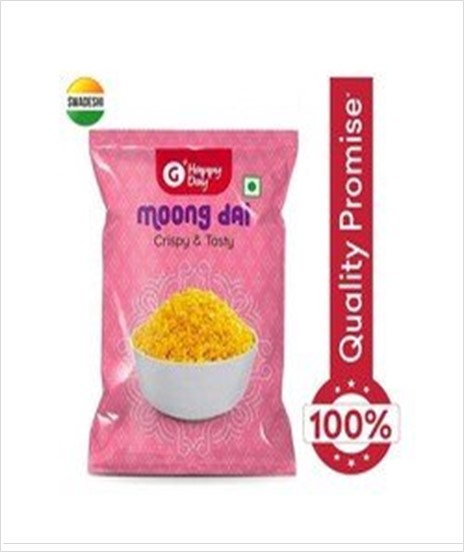 SWADESHI
G Happy
Day
moong dal
Crispy & Tasty
Quality Promise*
100%